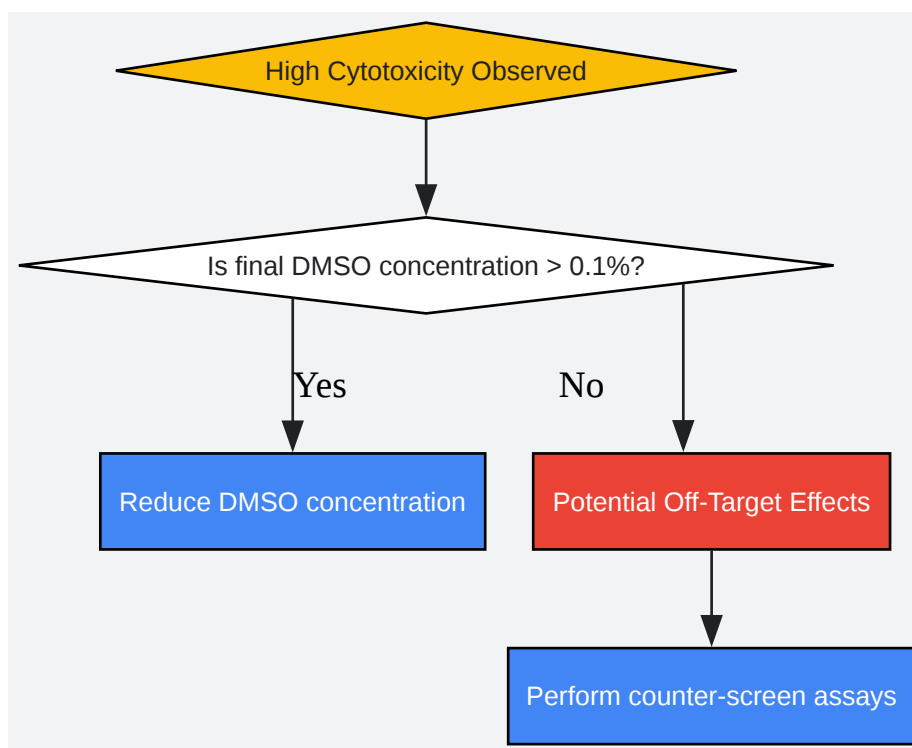 High Cytotoxicity Observed
Is final DMSO concentration > 0.1%?
Yes
No
Reduce DMSO concentration
Potential Off-Target Effects
Perform counter-screen assays